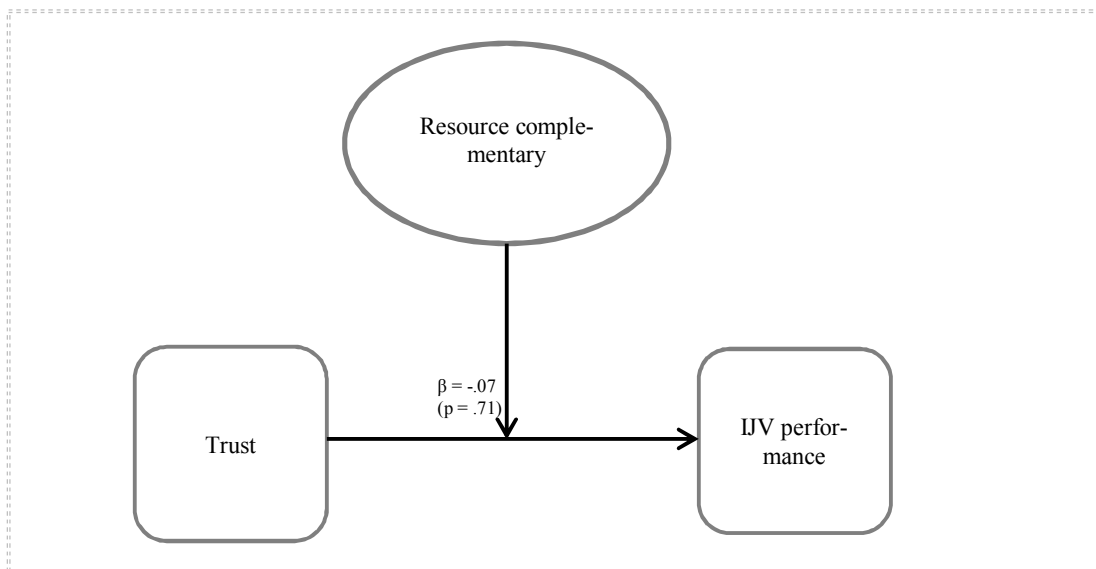 Resource comple-
mentary
β = -.07
(p = .71)
Trust
IJV perfor-
mance